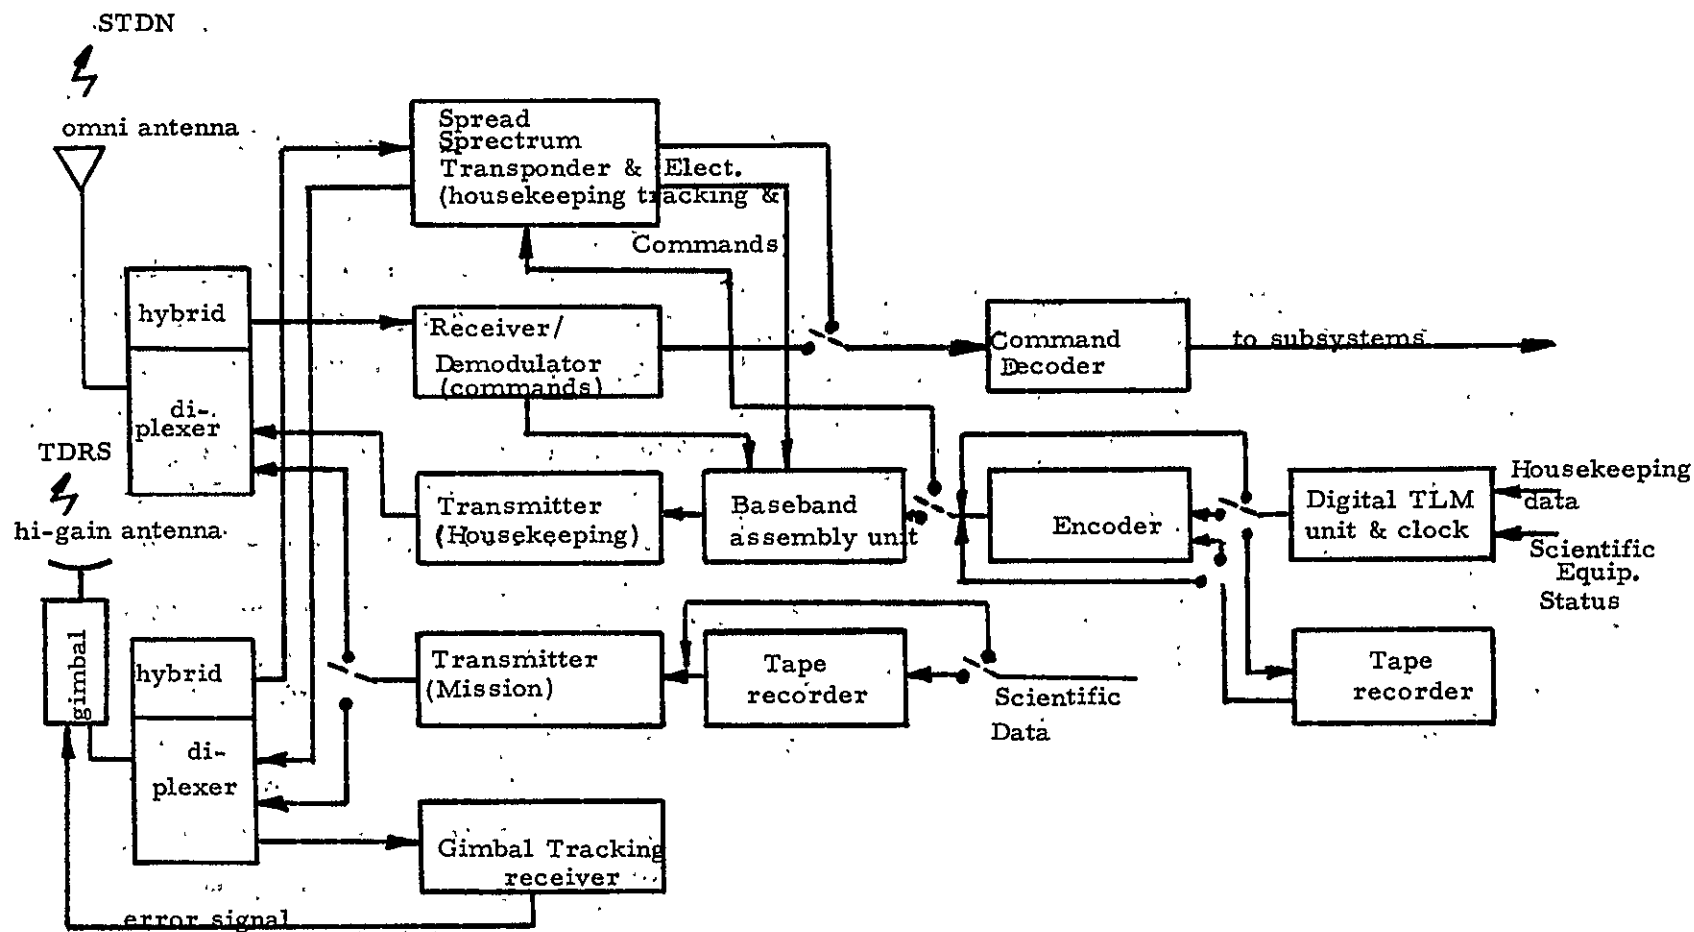 STDN
omni antenna
Spread
Sprectrum
Transponder & Elect.
(housekeeping tracking &
Commands
hybrid
di-
plexer
Receiver/
Demodulator
(commands)
Command
Decoder
to subsystems
TDRS
hi-gain antenna
gimbal
Transmitter
(Housekeeping)
Baseband
assembly unit
Encoder
Digital TLM
unit & clock
Housekeeping
data
Scientific
Equip.
Status
hybrid
di-
plexer
Transmitter
(Mission)
Tape
recorder
Scientific
Data
Tape
recorder
Gimbal Tracking
receiver
error signal